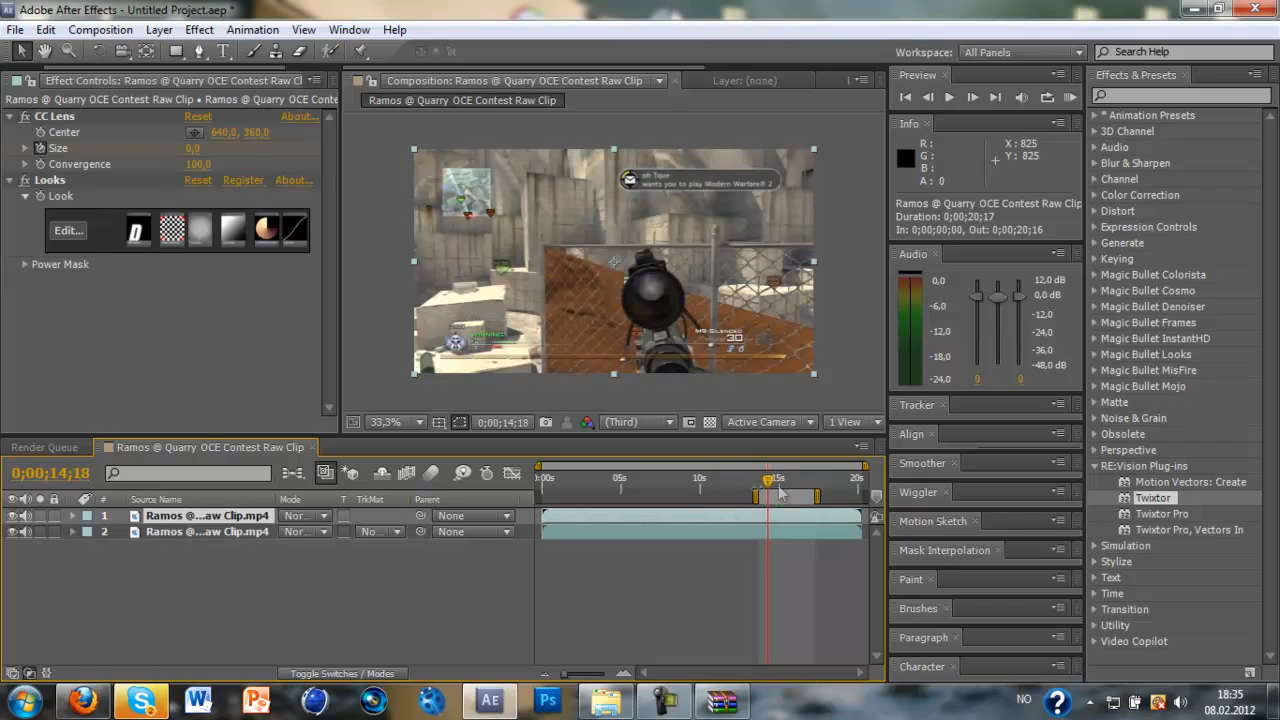 Adobe After Effects - Untitled Project.aep *
File Edit Composition Layer Effect Animation View Window Help
Workspace: All Panels Search Help
Effect Controls: Ramos @ Quarry OCE Contest Raw Cl
Composition: Ramos @ Quarry OCE Contest Raw Clip
Layer: (none)
Preview
Effects & Presets
Ramos @ Quarry OCE Contest Raw Clip • Ramos @ Quarry OCE Conte
Ramos @ Quarry OCE Contest Raw Clip
CC Lens Reset About...
Center 640,0, 360,0
Size 0,0
Convergence 100,0
Looks Reset Register About...
Look
Edit...
Power Mask
wants you to play Modern Warfare® 2
WINNING
30
33,3% 0;00;14;18 (Third) Active Camera 1 View
Info
R :
G :
B :
A : 0
X : 825
Y : 825
Ramos @ Quarry OCE Contest Raw Clip
Duration: 0;00;20;17
In: 0;00;00;00, Out: 0;00;20;16
Audio
0,0
-6,0
-12,0
-18,0
-24,0
12,0 dB
0,0 dB
-12,0
-24,0
-36,0
-48,0 dB
0 0
Tracker
Align
Smoother
Wiggler
Motion Sketch
Mask Interpolation
Paint
Brushes
Paragraph
Character
* Animation Presets
3D Channel
Audio
Blur & Sharpen
Channel
Color Correction
Distort
Expression Controls
Generate
Keying
Magic Bullet Colorista
Magic Bullet Cosmo
Magic Bullet Denoiser
Magic Bullet Frames
Magic Bullet InstantHD
Magic Bullet Looks
Magic Bullet MisFire
Magic Bullet Mojo
Matte
Noise & Grain
Obsolete
Perspective
RE:Vision Plug-ins
Motion Vectors: Create
Twixtor
Twixtor Pro
Twixtor Pro, Vectors In
Simulation
Stylize
Text
Time
Transition
Utility
Video Copilot
Render Queue
Ramos @ Quarry OCE Contest Raw Clip
0;00;14;18
:00s 05s 10s 15s 20s
# Source Name Mode T TrkMat Parent
1 Ramos @...aw Clip.mp4 Nor... None
2 Ramos @...aw Clip.mp4 Nor... No... None
Toggle Switches / Modes
NO
18:35
08.02.2012